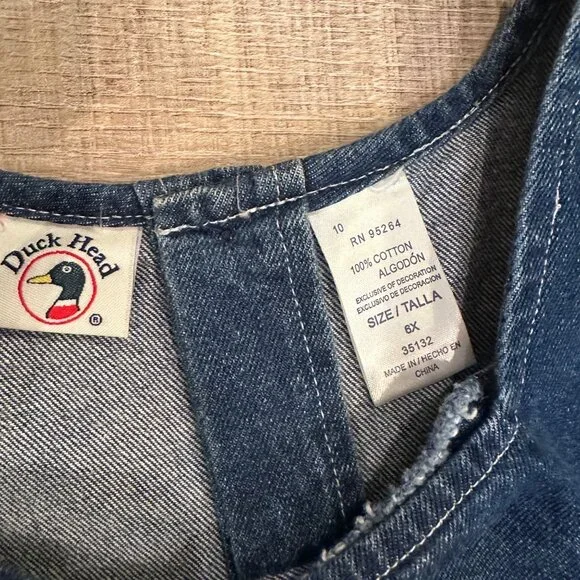 Duck Head
®
10
RN 95264
100% COTTON
ALGODÓN
EXCLUSIVE OF DECORATION
EXCLUSIVO DE DECORACION
SIZE / TALLA
6X
35132
MADE IN / HECHO EN
CHINA